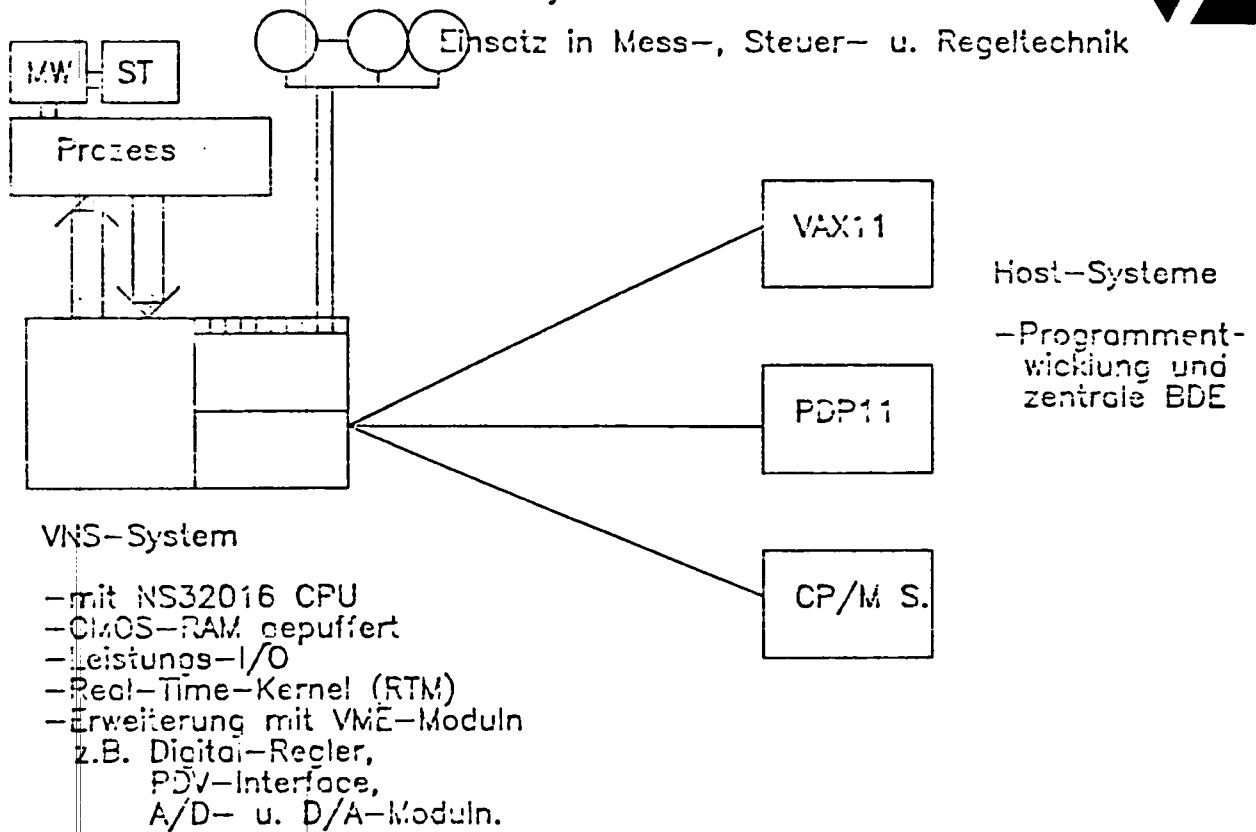 Einsatz in Mess-, Steuer- u. Regeltechnik
MW
ST
Prozess
VAX11
Host-Systeme
-Programment-
wicklung und
zentrale BDE
PDP11
CP/M S.
VNS-System
-mit NS32016 CPU
-CMOS-RAM gepuffert
-Leistungs-I/O
-Real-Time-Kernel (RTM)
-Erweiterung mit VME-Moduln
z.B. Digital-Regler,
PDV-Interface,
A/D- u. D/A-Moduln.